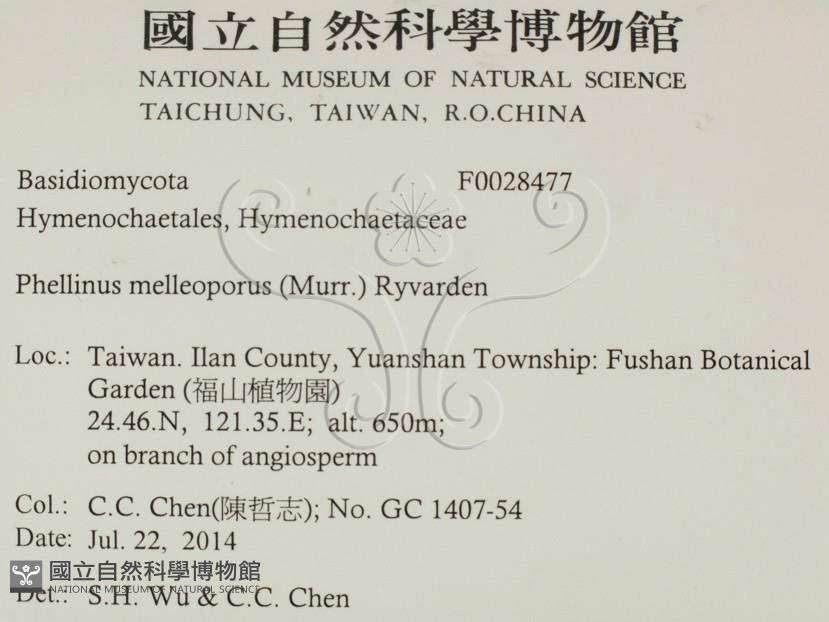 國立自然科學博物館
NATIONAL MUSEUM OF NATURAL SCIENCE
TAICHUNG, TAIWAN, R.O.CHINA
Basidiomycota F0028477
Hymenochaetales, Hymenochaetaceae
Phellinus melleoporus (Murr.) Ryvarden
Loc.: Taiwan. Ilan County, Yuanshan Township: Fushan Botanical
Garden (福山植物園)
24.46.N, 121.35.E; alt. 650m;
on branch of angiosperm
Col.: C.C. Chen(陳哲志); No. GC 1407-54
Date: Jul. 22, 2014
國立自然科學博物館
NATIONAL MUSEUM OF NATURAL SCIENCE
Det.: S.H. Wu & C.C. Chen